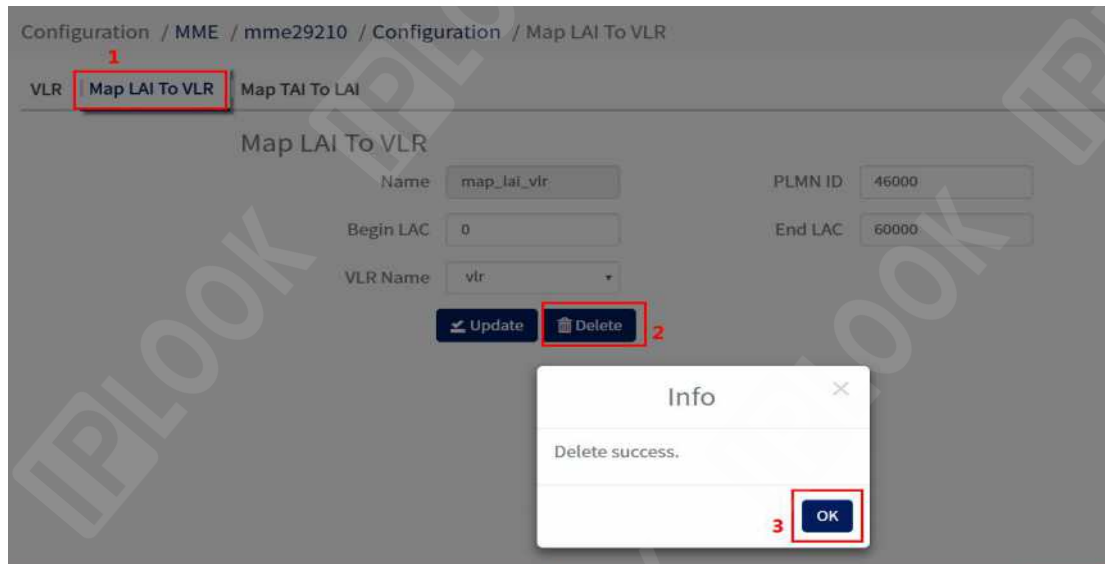 Configuration / MME / mme29210 / Configuration / Map LAI To VLR
1
VLR Map LAI To VLR Map TAI To LAI
Map LAI To VLR
Name map_lai_vlr PLMN ID 46000
Begin LAC 0 End LAC 60000
VLR Name vlr
Update Delete 2
Info ×
Delete success.
3 OK
IPLOOK
IPLOOK